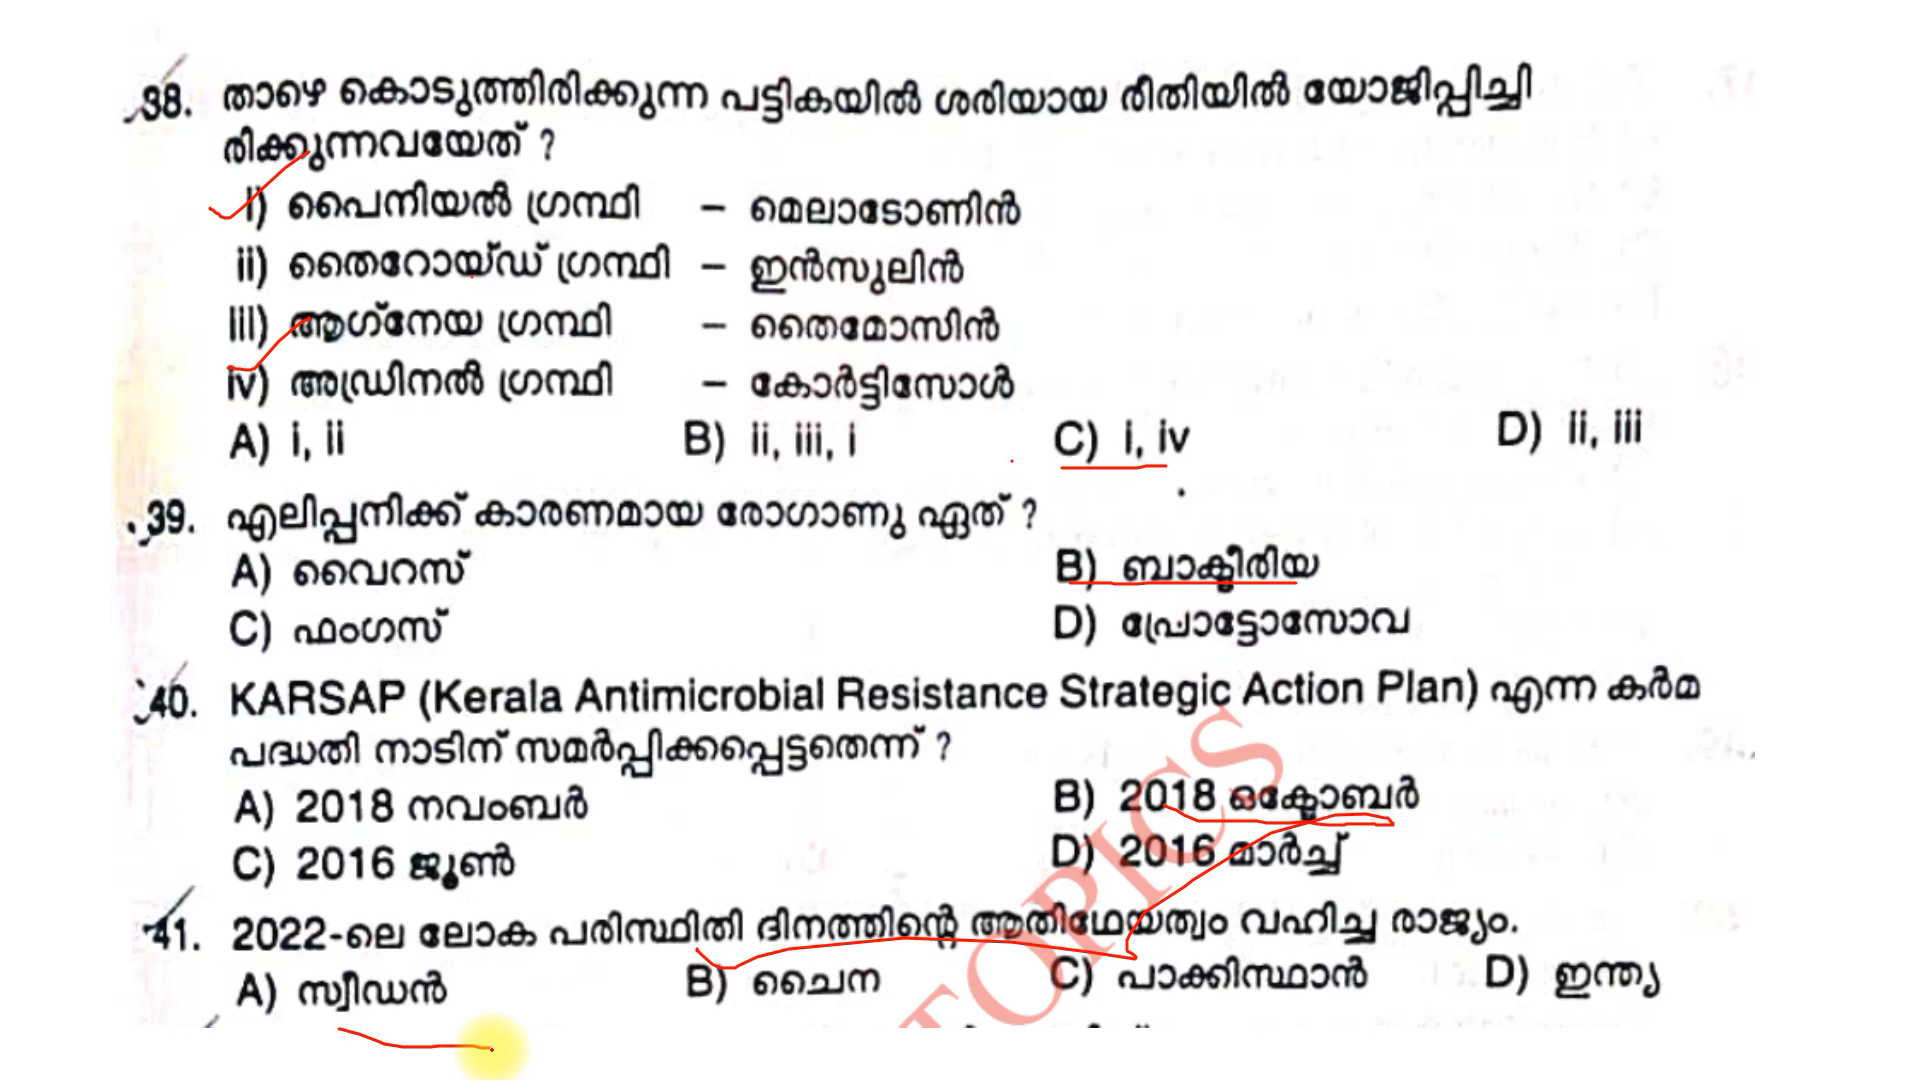 38. താഴെ കൊടുത്തിരിക്കുന്ന പട്ടികയിൽ ശരിയായ രീതിയിൽ യോജിപ്പിച്ചി
രിക്കുന്നവയേത് ?
i) പൈനിയൽ ഗ്രന്ഥി – മെലാടോണിൻ
ii) തൈറോയ്ഡ് ഗ്രന്ഥി – ഇൻസുലിൻ
iii) ആഗ്നേയ ഗ്രന്ഥി – തൈമോസിൻ
iv) അഡ്രിനൽ ഗ്രന്ഥി – കോർട്ടിസോൾ
A) i, ii B) ii, iii, i C) i, iv D) ii, iii
39. എലിപ്പനിക്ക് കാരണമായ രോഗാണു ഏത് ?
A) വൈറസ് B) ബാക്ടീരിയ
C) ഫംഗസ് D) പ്രോട്ടോസോവ
40. KARSAP (Kerala Antimicrobial Resistance Strategic Action Plan) എന്ന കർമ
പദ്ധതി നാടിന് സമർപ്പിക്കപ്പെട്ടതെന്ന് ?
A) 2018 നവംബർ B) 2018 ഒക്ടോബർ
C) 2016 ജൂൺ D) 2016 മാർച്ച്
41. 2022-ലെ ലോക പരിസ്ഥിതി ദിനത്തിന്റെ ആതിഥേയത്വം വഹിച്ച രാജ്യം.
A) സ്വീഡൻ B) ചൈന C) പാക്കിസ്ഥാൻ D) ഇന്ത്യ
TOPICS